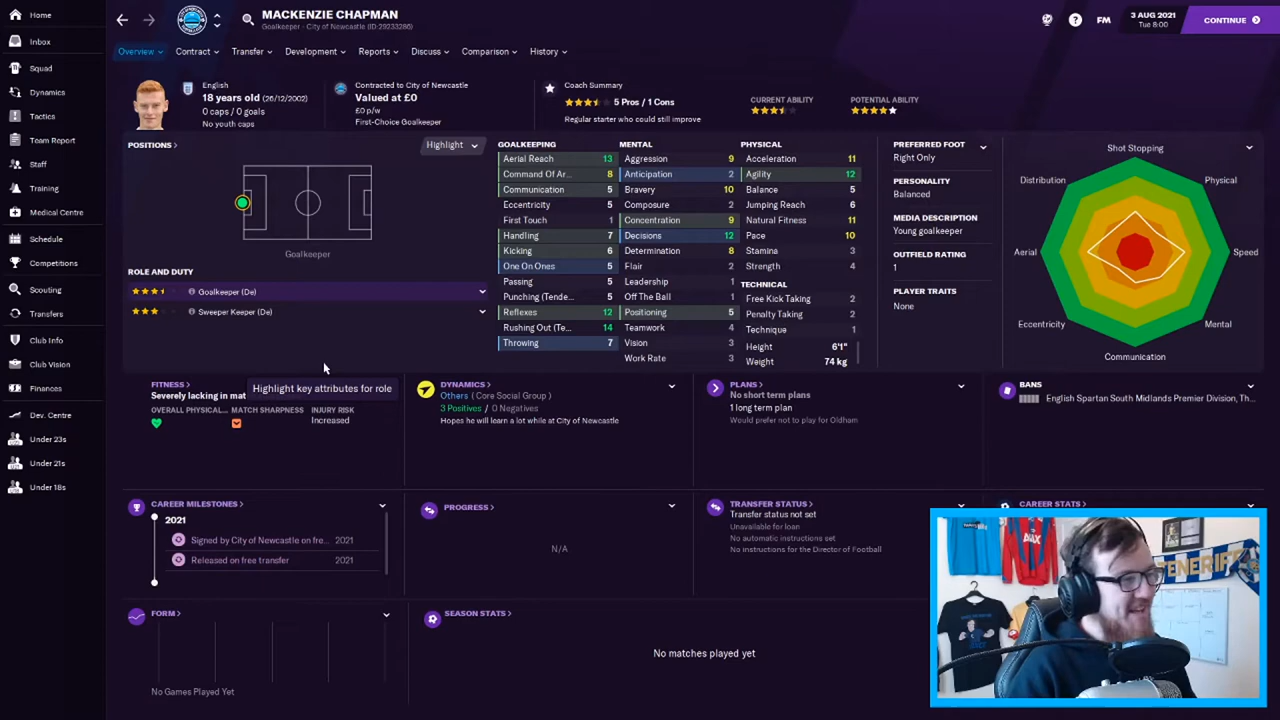 Home
Inbox
Squad
Dynamics
Tactics
Team Report
Staff
Training
Medical Centre
Schedule
Competitions
Scouting
Transfers
Club Info
Club Vision
Finances
Dev. Centre
Under 23s
Under 21s
Under 18s
MACKENZIE CHAPMAN
Goalkeeper - City of Newcastle (ID:29233286)
FM
3 AUG 2021
Tue 8:00
CONTINUE
Overview
Contract
Transfer
Development
Reports
Discuss
Comparison
History
English
18 years old (26/12/2002)
0 caps / 0 goals
No youth caps
Contracted to City of Newcastle
Valued at £0
£0 p/w
First-Choice Goalkeeper
Coach Summary
5 Pros / 1 Cons
Regular starter who could still improve
CURRENT ABILITY
POTENTIAL ABILITY
POSITIONS
Highlight
Goalkeeper
ROLE AND DUTY
Goalkeeper (De)
Sweeper Keeper (De)
Highlight key attributes for role
GOALKEEPING
Aerial Reach 13
Command Of Ar... 8
Communication 5
Eccentricity 5
First Touch 1
Handling 7
Kicking 6
One On Ones 5
Passing 5
Punching (Tende... 5
Reflexes 12
Rushing Out (Te... 14
Throwing 7
MENTAL
Aggression 9
Anticipation 2
Bravery 10
Composure 2
Concentration 9
Decisions 12
Determination 8
Flair 2
Leadership 1
Off The Ball 1
Positioning 5
Teamwork 4
Vision 3
Work Rate 3
PHYSICAL
Acceleration 11
Agility 12
Balance 5
Jumping Reach 6
Natural Fitness 11
Pace 10
Stamina 3
Strength 4
TECHNICAL
Free Kick Taking 2
Penalty Taking 2
Technique 1
Height 6'1"
Weight 74 kg
PREFERRED FOOT
Right Only
PERSONALITY
Balanced
MEDIA DESCRIPTION
Young goalkeeper
OUTFIELD RATING
1
PLAYER TRAITS
None
Shot Stopping
Distribution
Physical
Aerial
Speed
Eccentricity
Mental
Communication
FITNESS
Severely lacking in mat
OVERALL PHYSICAL...
MATCH SHARPNESS
INJURY RISK
Increased
DYNAMICS
Others ( Core Social Group )
3 Positives / 0 Negatives
Hopes he will learn a lot while at City of Newcastle
PLANS
No short term plans
1 long term plan
Would prefer not to play for Oldham
BANS
English Spartan South Midlands Premier Division, Th...
CAREER MILESTONES
2021
Signed by City of Newcastle on fre... 2021
Released on free transfer 2021
PROGRESS
N/A
TRANSFER STATUS
Transfer status not set
Unavailable for loan
No automatic instructions set
No instructions for the Director of Football
CAREER STATS
FORM
No Games Played Yet
SEASON STATS
No matches played yet
AJAX
TENERIFE